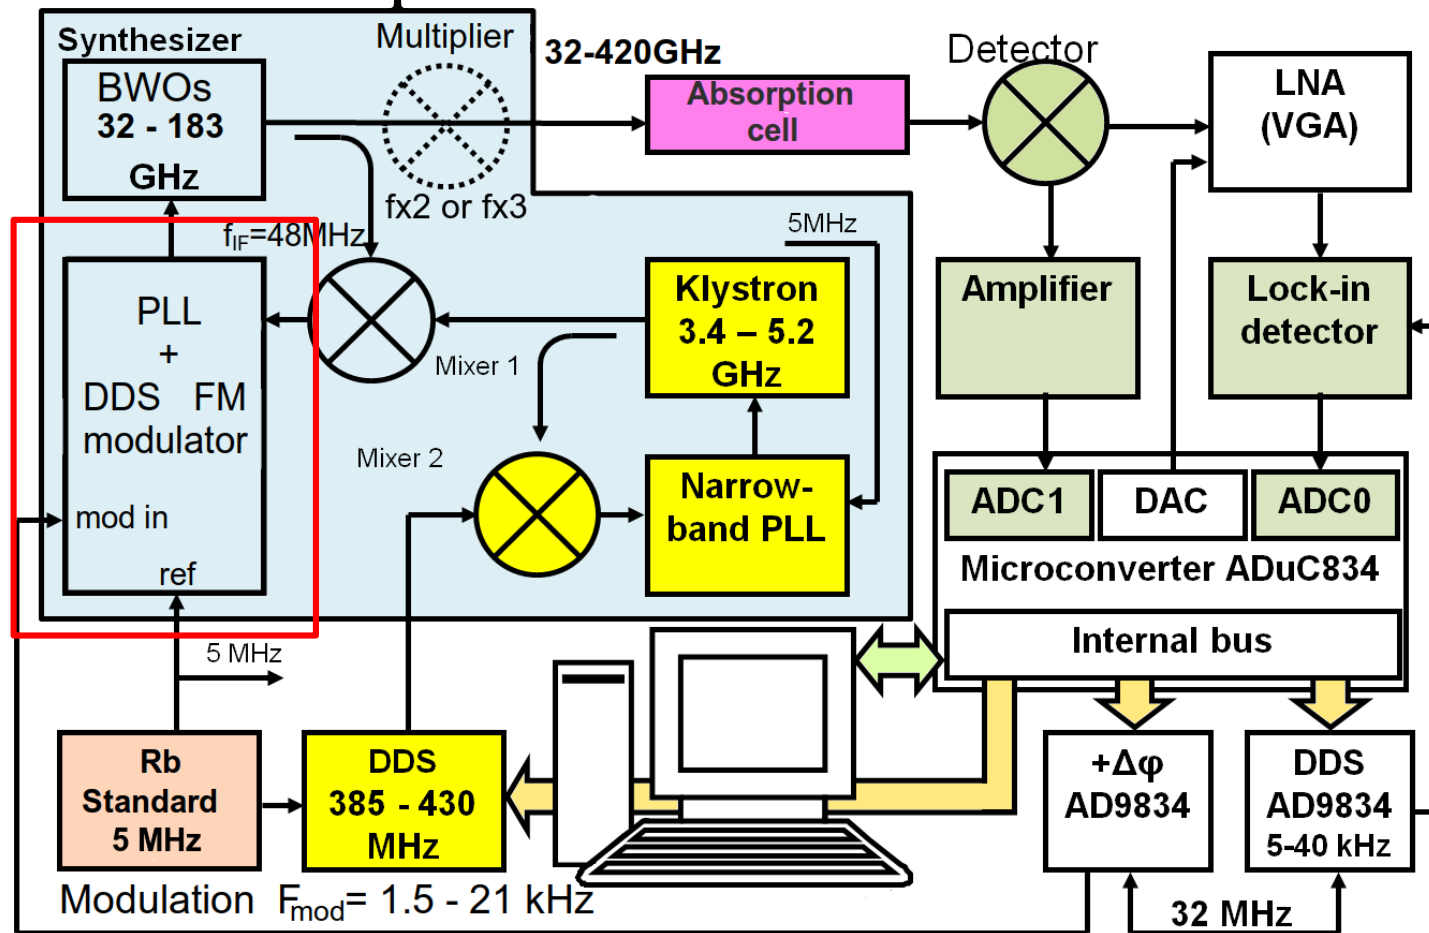 Synthesizer
Multiplier
32-420GHz
Detector
BWOs
32 - 183
GHz
Absorption
cell
LNA
(VGA)
fx2 or fx3
5MHz
fIF=48MHz
PLL
+
DDS FM
modulator
mod in
ref
Mixer 1
Klystron
3.4 – 5.2
GHz
Amplifier
Lock-in
detector
Mixer 2
Narrow-
band PLL
ADC1
DAC
ADC0
Microconverter ADuC834
Internal bus
5 MHz
Rb
Standard
5 MHz
DDS
385 - 430
MHz
+Δφ
AD9834
DDS
AD9834
5-40 kHz
Modulation Fmod= 1.5 - 21 kHz
32 MHz